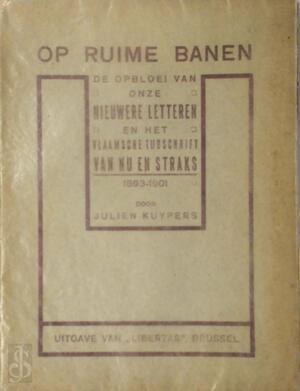 OP RUIME BANEN
DE OPBLOEI VAN
ONZE
NIEUWERE LETTEREN
EN HET
VLAAMSCHE TIJDSCHRIFT
VAN NU EN STRAKS
1893-1901
DOOR
JULIEN KUYPERS
UITGAVE VAN „LIBERTAS", BRUSSEL